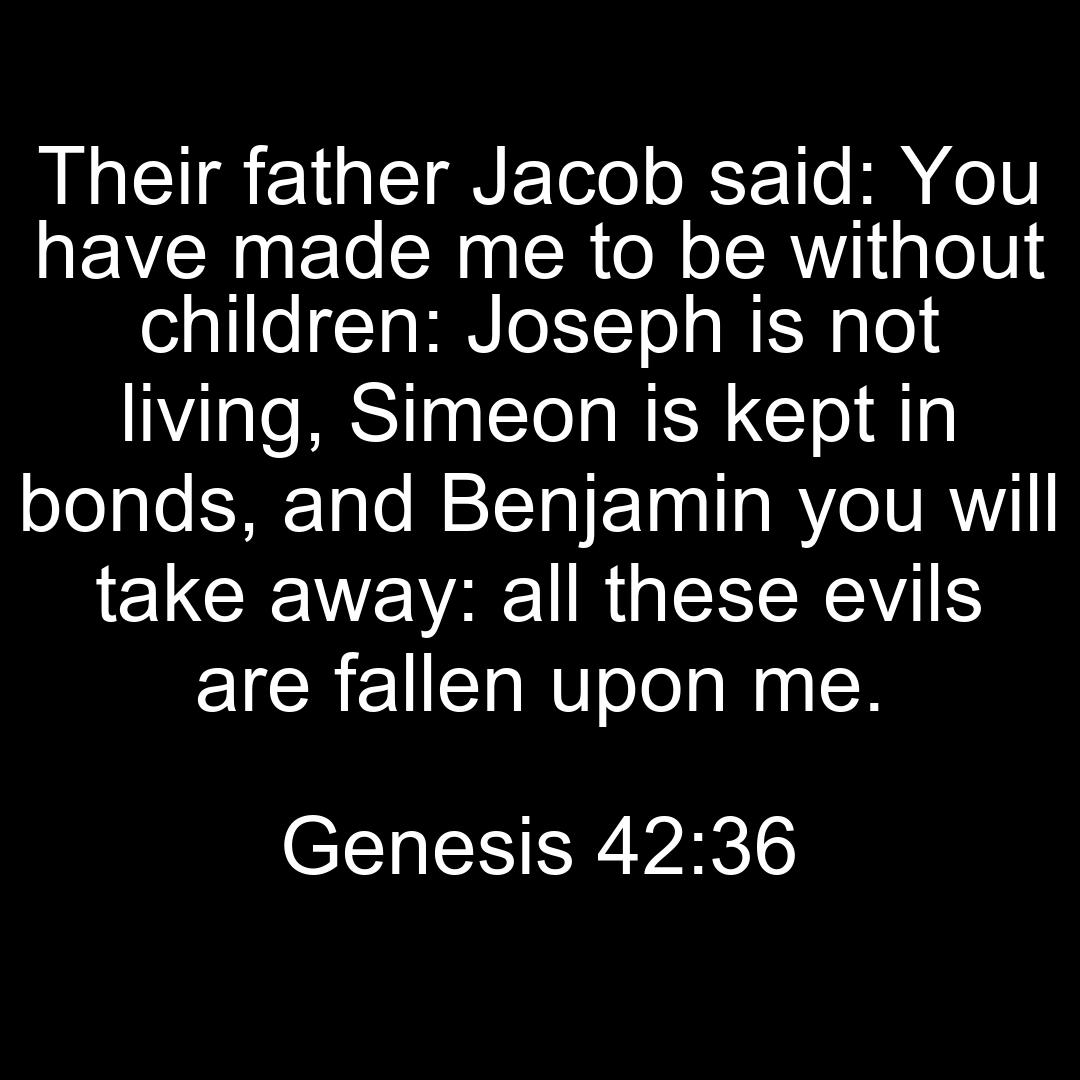 Their father Jacob said: You
have made me to be without
children: Joseph is not
living, Simeon is kept in
bonds, and Benjamin you will
take away: all these evils
are fallen upon me.
Genesis 42:36